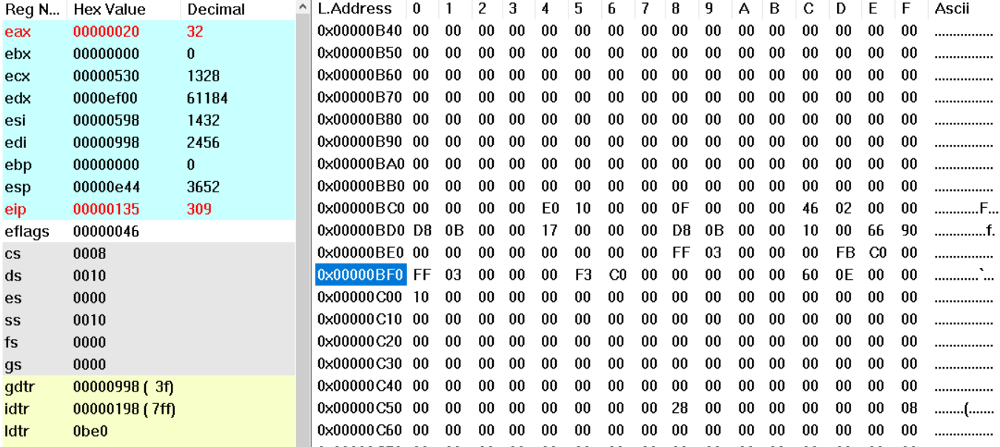 Reg N... Hex Value Decimal
eax 00000020 32
ebx 00000000 0
ecx 00000530 1328
edx 0000ef00 61184
esi 00000598 1432
edi 00000998 2456
ebp 00000000 0
esp 00000e44 3652
eip 00000135 309
eflags 00000046
cs 0008
ds 0010
es 0000
ss 0010
fs 0000
gs 0000
gdtr 00000998 ( 3f)
idtr 00000198 ( 7ff)
ldtr 0be0
L.Address 0 1 2 3 4 5 6 7 8 9 A B C D E F Ascii
0x00000B40 00 00 00 00 00 00 00 00 00 00 00 00 00 00 00 00 ................
0x00000B50 00 00 00 00 00 00 00 00 00 00 00 00 00 00 00 00 ................
0x00000B60 00 00 00 00 00 00 00 00 00 00 00 00 00 00 00 00 ................
0x00000B70 00 00 00 00 00 00 00 00 00 00 00 00 00 00 00 00 ................
0x00000B80 00 00 00 00 00 00 00 00 00 00 00 00 00 00 00 00 ................
0x00000B90 00 00 00 00 00 00 00 00 00 00 00 00 00 00 00 00 ................
0x00000BA0 00 00 00 00 00 00 00 00 00 00 00 00 00 00 00 00 ................
0x00000BB0 00 00 00 00 00 00 00 00 00 00 00 00 00 00 00 00 ................
0x00000BC0 00 00 00 00 E0 10 00 00 0F 00 00 00 46 02 00 00 ............F...
0x00000BD0 D8 0B 00 00 17 00 00 00 D8 0B 00 00 10 00 66 90 ..............f.
0x00000BE0 00 00 00 00 00 00 00 00 FF 03 00 00 00 FB C0 00 ................
0x00000BF0 FF 03 00 00 00 F3 C0 00 00 00 00 00 60 0E 00 00 ............`...
0x00000C00 10 00 00 00 00 00 00 00 00 00 00 00 00 00 00 00 ................
0x00000C10 00 00 00 00 00 00 00 00 00 00 00 00 00 00 00 00 ................
0x00000C20 00 00 00 00 00 00 00 00 00 00 00 00 00 00 00 00 ................
0x00000C30 00 00 00 00 00 00 00 00 00 00 00 00 00 00 00 00 ................
0x00000C40 00 00 00 00 00 00 00 00 00 00 00 00 00 00 00 00 ................
0x00000C50 00 00 00 00 00 00 00 00 28 00 00 00 00 00 00 08 ........(.......
0x00000C60 00 00 00 00 00 00 00 00 00 00 00 00 00 00 00 00 ................